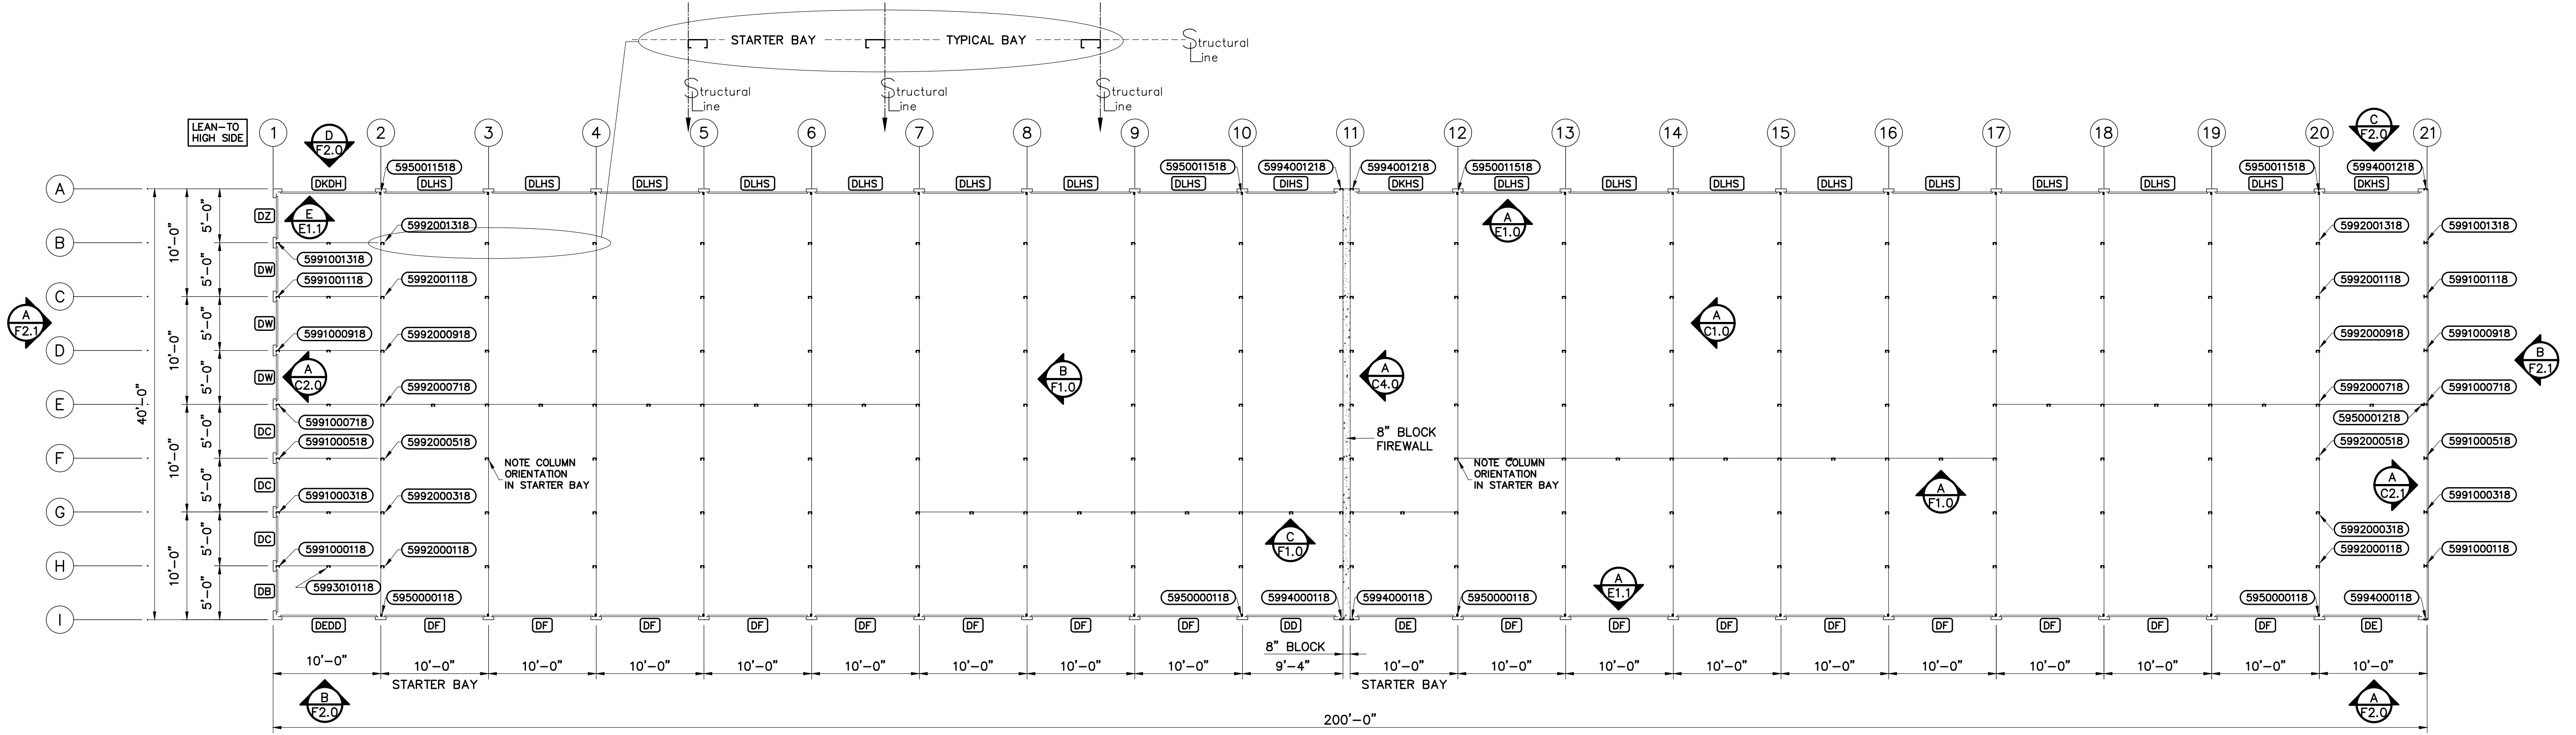 STARTER BAY
TYPICAL BAY
Structural
Line
Structural
Line
Structural
Line
Structural
Line
LEAN-TO
HIGH SIDE
1
D
F2.0
2
3
4
5
6
7
8
9
10
11
12
13
14
15
16
17
18
19
20
C
F2.0
21
5950011518
5950011518
5994001218
5994001218
5950011518
5950011518
5994001218
A
DKDH
DLHS
DLHS
DLHS
DLHS
DLHS
DLHS
DLHS
DLHS
DIHS
DKHS
DLHS
DLHS
DLHS
DLHS
DLHS
DLHS
DLHS
DLHS
DKHS
DZ
E
E1.1
5'-0"
10'-0"
A
E1.0
5992001318
5992001318
5991001318
B
5991001318
DW
5'-0"
5991001118
5992001118
5992001118
5991001118
C
A
F2.1
DW
5'-0"
10'-0"
5991000918
5992000918
A
C1.0
5992000918
5991000918
D
DW
A
C2.0
5'-0"
5992000718
B
F1.0
A
C4.0
5992000718
5991000718
B
F2.1
40'-0"
E
5991000718
5950001218
DC
5'-0"
10'-0"
5991000518
5992000518
8" BLOCK
FIREWALL
5992000518
5991000518
F
NOTE COLUMN
ORIENTATION
IN STARTER BAY
NOTE COLUMN
ORIENTATION
IN STARTER BAY
DC
5'-0"
5991000318
5992000318
A
F1.0
A
C2.1
5991000318
G
DC
5'-0"
10'-0"
C
F1.0
5992000318
5991000118
5992000118
5992000118
5991000118
H
DB
5'-0"
5993010118
A
E1.1
5950000118
5950000118
5994000118
5994000118
5950000118
5950000118
5994000118
I
DEDD
DF
DF
DF
DF
DF
DF
DF
DF
DD
DE
DF
DF
DF
DF
DF
DF
DF
DF
DE
8" BLOCK
10'-0"
10'-0"
10'-0"
10'-0"
10'-0"
10'-0"
10'-0"
10'-0"
10'-0"
9'-4"
10'-0"
10'-0"
10'-0"
10'-0"
10'-0"
10'-0"
10'-0"
10'-0"
10'-0"
10'-0"
STARTER BAY
STARTER BAY
B
F2.0
A
F2.0
200'-0"